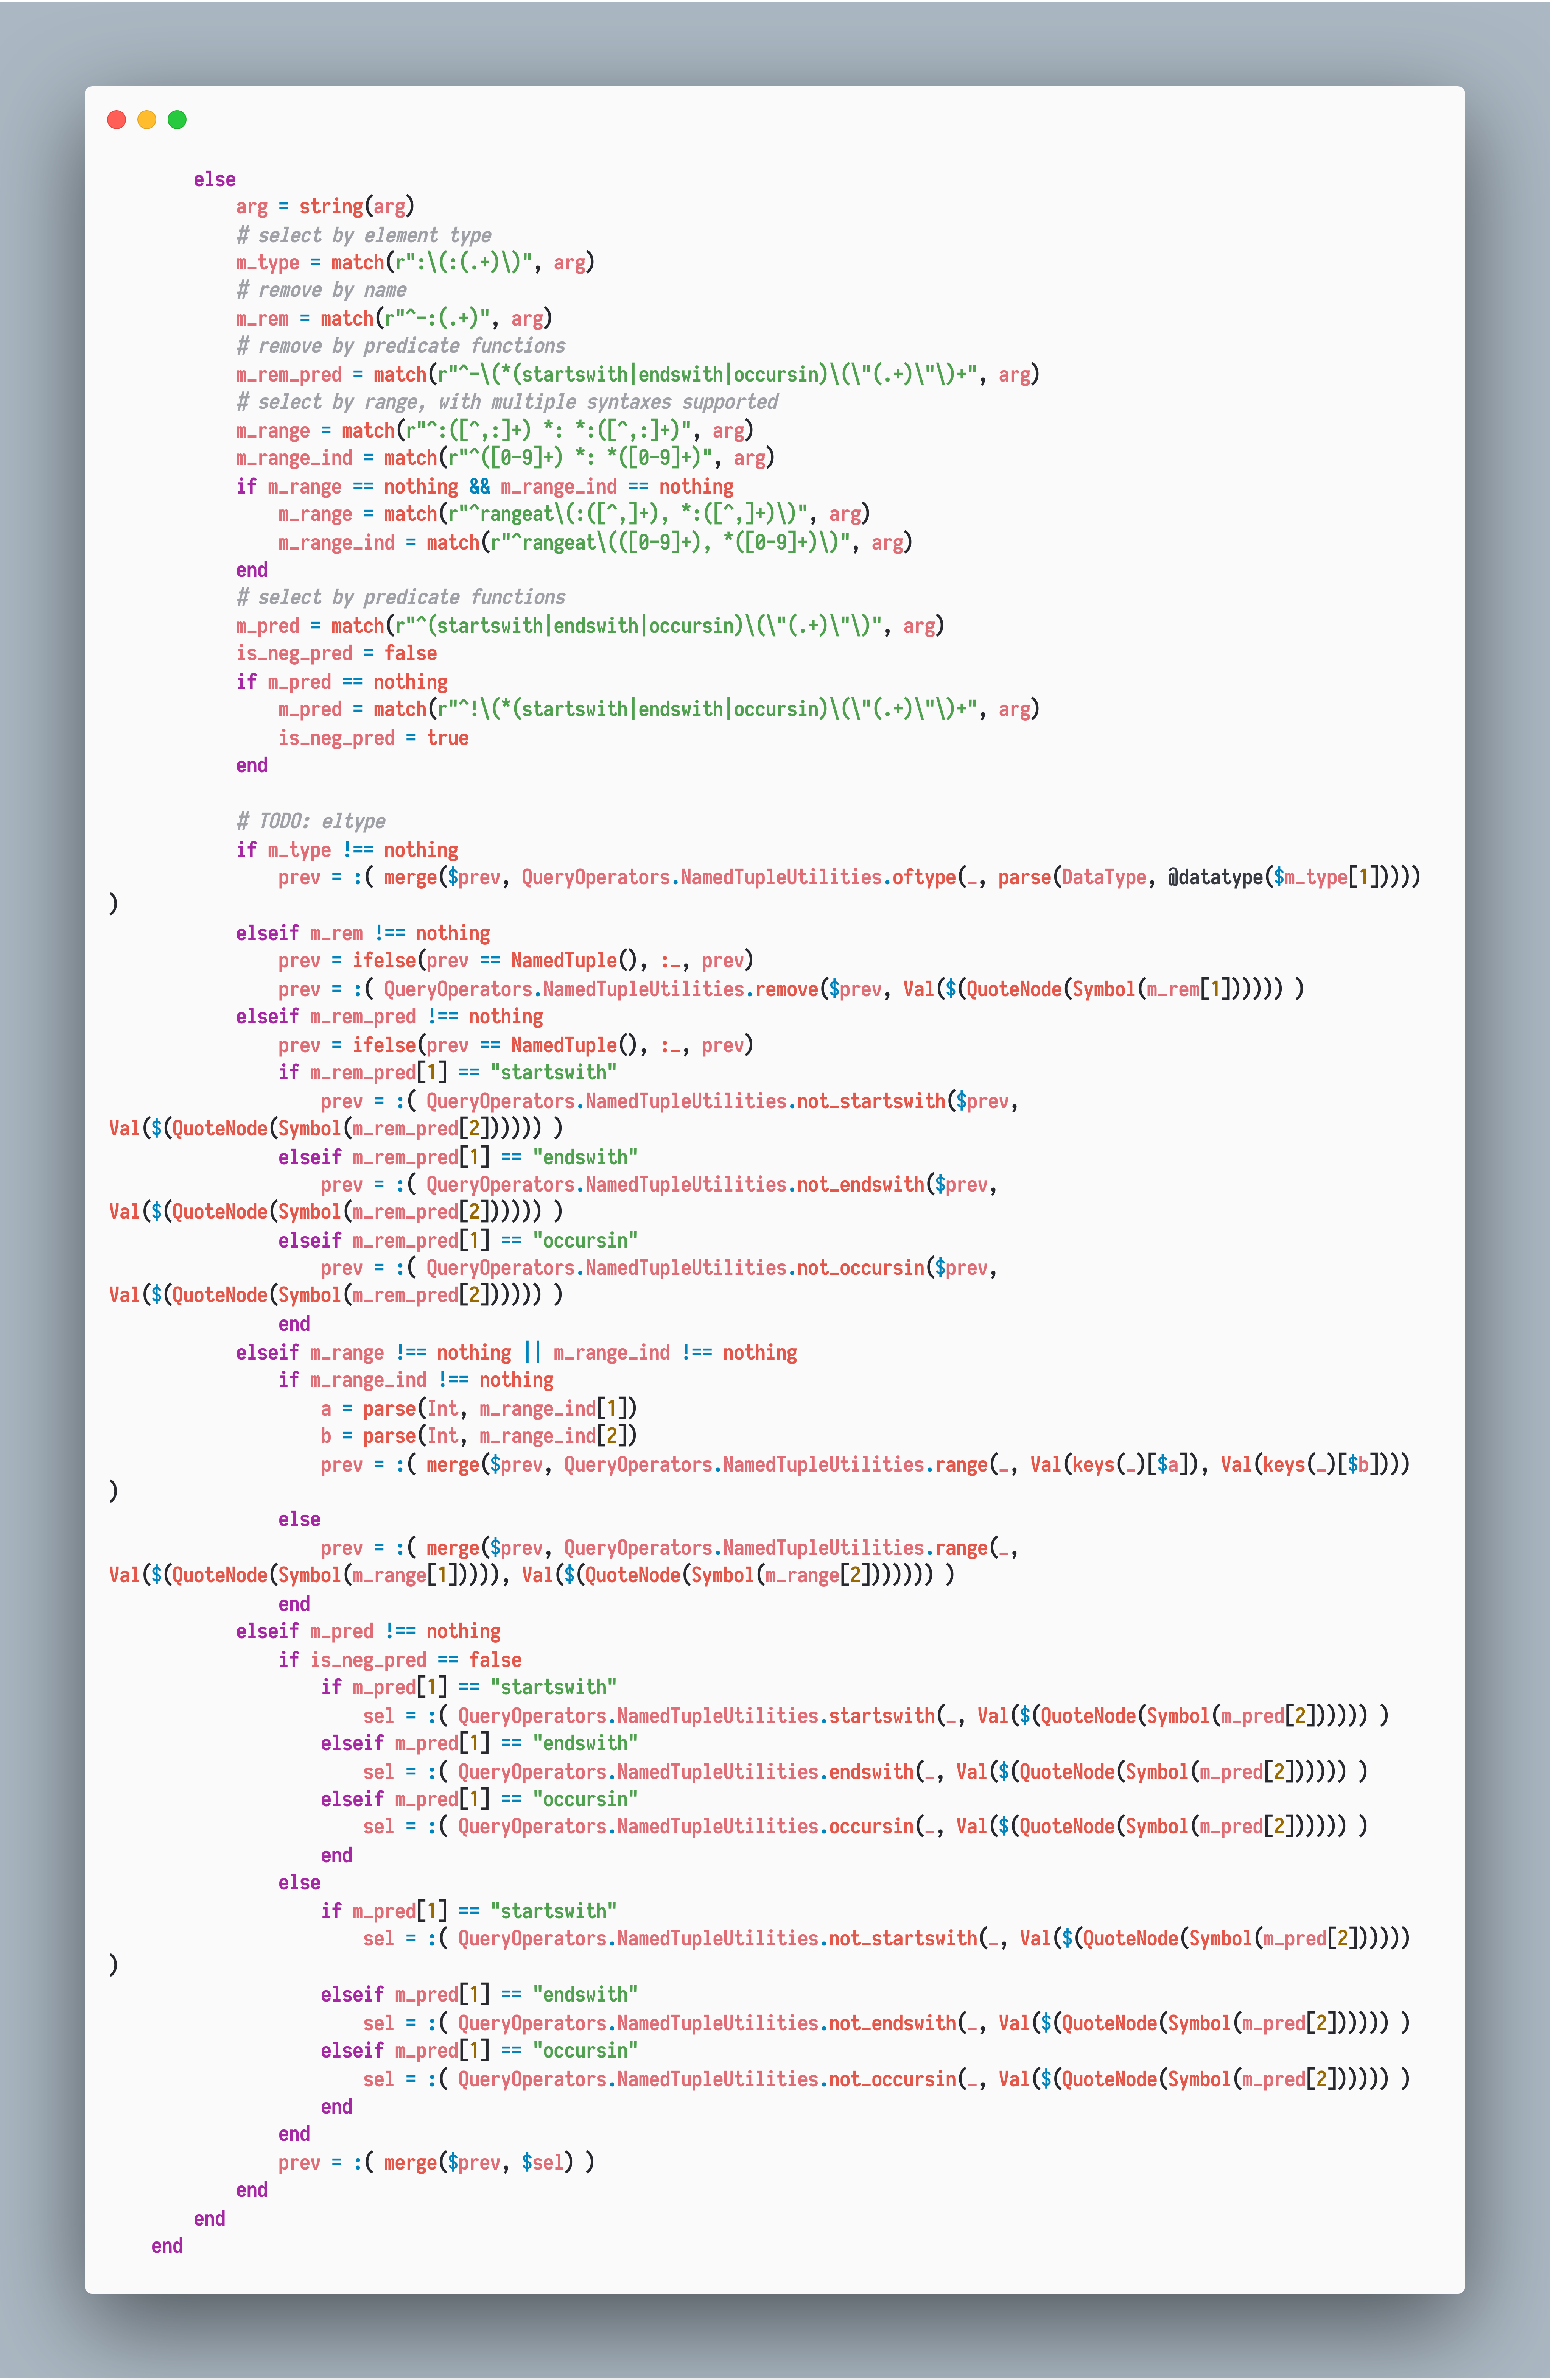 else
            arg = string(arg)
            # select by element type
            m_type = match(r":\(:(.+)\)", arg)
            # remove by name
            m_rem = match(r"^-:(.+)", arg)
            # remove by predicate functions
            m_rem_pred = match(r"^-\(*(startswith|endswith|occursin)\(\"(.+)\"\)+", arg)
            # select by range, with multiple syntaxes supported
            m_range = match(r"^:([^,:]+) *: *:([^,:]+)", arg)
            m_range_ind = match(r"^([0-9]+) *: *([0-9]+)", arg)
            if m_range == nothing && m_range_ind == nothing
                m_range = match(r"^rangeat\(:([^,]+), *:([^,]+)\)", arg)
                m_range_ind = match(r"^rangeat\(([0-9]+), *([0-9]+)\)", arg)
            end
            # select by predicate functions
            m_pred = match(r"^(startswith|endswith|occursin)\(\"(.+)\"\)", arg)
            is_neg_pred = false
            if m_pred == nothing
                m_pred = match(r"^!\(*(startswith|endswith|occursin)\(\"(.+)\"\)+", arg)
                is_neg_pred = true
            end

            # TODO: eltype
            if m_type !== nothing
                prev = :( merge($prev, QueryOperators.NamedTupleUtilities.oftype(_, parse(DataType, @datatype($m_type[1]))))
)
            elseif m_rem !== nothing
                prev = ifelse(prev == NamedTuple(), :_, prev)
                prev = :( QueryOperators.NamedTupleUtilities.remove($prev, Val($(QuoteNode(Symbol(m_rem[1]))))) )
            elseif m_rem_pred !== nothing
                prev = ifelse(prev == NamedTuple(), :_, prev)
                if m_rem_pred[1] == "startswith"
                    prev = :( QueryOperators.NamedTupleUtilities.not_startswith($prev,
Val($(QuoteNode(Symbol(m_rem_pred[2]))))) )
                elseif m_rem_pred[1] == "endswith"
                    prev = :( QueryOperators.NamedTupleUtilities.not_endswith($prev,
Val($(QuoteNode(Symbol(m_rem_pred[2]))))) )
                elseif m_rem_pred[1] == "occursin"
                    prev = :( QueryOperators.NamedTupleUtilities.not_occursin($prev,
Val($(QuoteNode(Symbol(m_rem_pred[2]))))) )
                end
            elseif m_range !== nothing || m_range_ind !== nothing
                if m_range_ind !== nothing
                    a = parse(Int, m_range_ind[1])
                    b = parse(Int, m_range_ind[2])
                    prev = :( merge($prev, QueryOperators.NamedTupleUtilities.range(_, Val(keys(_)[$a]), Val(keys(_)[$b])))
)
                else
                    prev = :( merge($prev, QueryOperators.NamedTupleUtilities.range(_,
Val($(QuoteNode(Symbol(m_range[1])))), Val($(QuoteNode(Symbol(m_range[2])))))) )
                end
            elseif m_pred !== nothing
                if is_neg_pred == false
                    if m_pred[1] == "startswith"
                        sel = :( QueryOperators.NamedTupleUtilities.startswith(_, Val($(QuoteNode(Symbol(m_pred[2]))))) )
                    elseif m_pred[1] == "endswith"
                        sel = :( QueryOperators.NamedTupleUtilities.endswith(_, Val($(QuoteNode(Symbol(m_pred[2]))))) )
                    elseif m_pred[1] == "occursin"
                        sel = :( QueryOperators.NamedTupleUtilities.occursin(_, Val($(QuoteNode(Symbol(m_pred[2]))))) )
                    end
                else
                    if m_pred[1] == "startswith"
                        sel = :( QueryOperators.NamedTupleUtilities.not_startswith(_, Val($(QuoteNode(Symbol(m_pred[2])))))
)
                    elseif m_pred[1] == "endswith"
                        sel = :( QueryOperators.NamedTupleUtilities.not_endswith(_, Val($(QuoteNode(Symbol(m_pred[2]))))) )
                    elseif m_pred[1] == "occursin"
                        sel = :( QueryOperators.NamedTupleUtilities.not_occursin(_, Val($(QuoteNode(Symbol(m_pred[2]))))) )
                    end
                end
                prev = :( merge($prev, $sel) )
            end
        end
    end